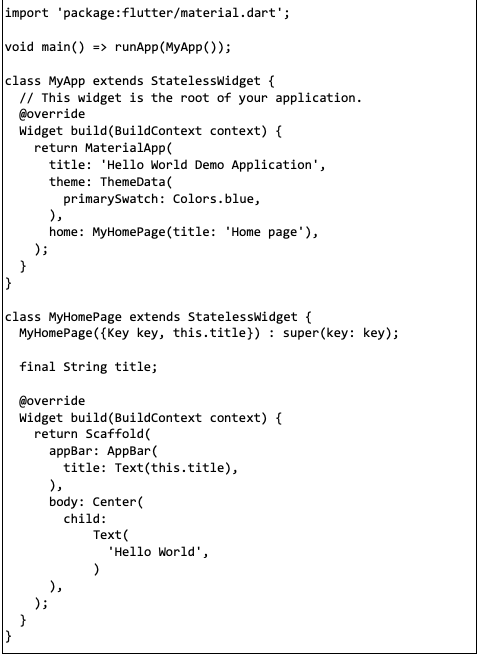 import 'package:flutter/material.dart';

void main() => runApp(MyApp());

class MyApp extends StatelessWidget {
  // This widget is the root of your application.
  @override
  Widget build(BuildContext context) {
    return MaterialApp(
      title: 'Hello World Demo Application',
      theme: ThemeData(
        primarySwatch: Colors.blue,
      ),
      home: MyHomePage(title: 'Home page'),
    );
  }
}

class MyHomePage extends StatelessWidget {
  MyHomePage({Key key, this.title}) : super(key: key);

  final String title;

  @override
  Widget build(BuildContext context) {
    return Scaffold(
      appBar: AppBar(
        title: Text(this.title),
      ),
      body: Center(
        child:
            Text(
              'Hello World',
            )
      ),
    );
  }
}